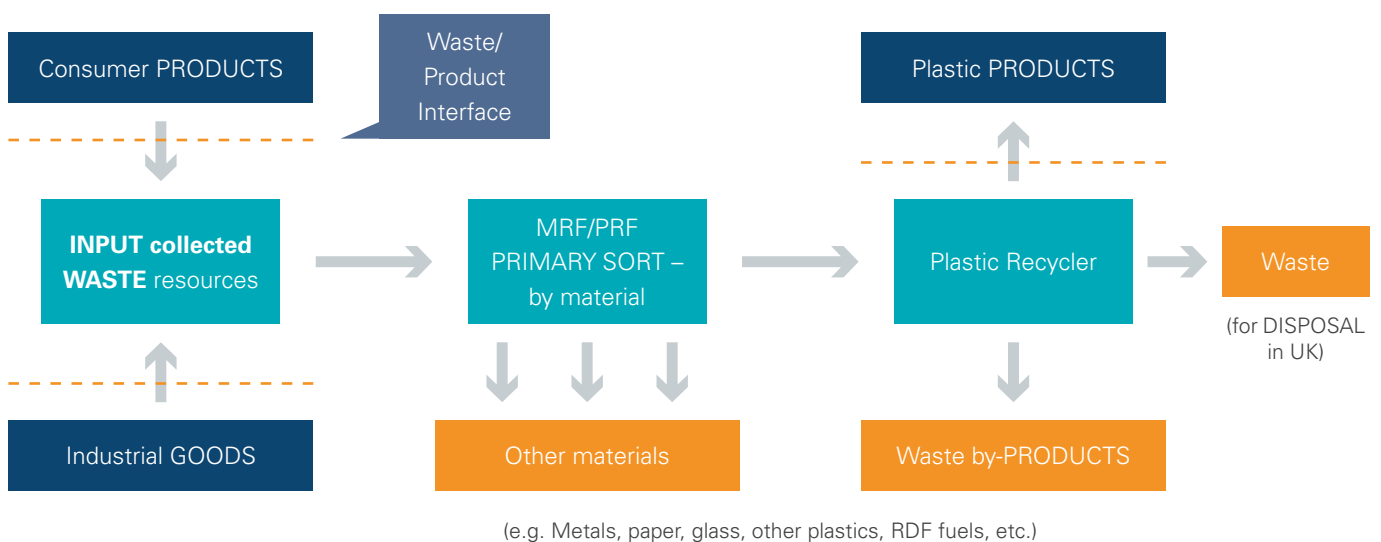 Consumer PRODUCTS
Waste/
Product
Interface
Plastic PRODUCTS
INPUT collected
WASTE resources
MRF/PRF
PRIMARY SORT –
by material
Plastic Recycler
Waste
(for DISPOSAL
in UK)
Industrial GOODS
Other materials
Waste by-PRODUCTS
(e.g. Metals, paper, glass, other plastics, RDF fuels, etc.)